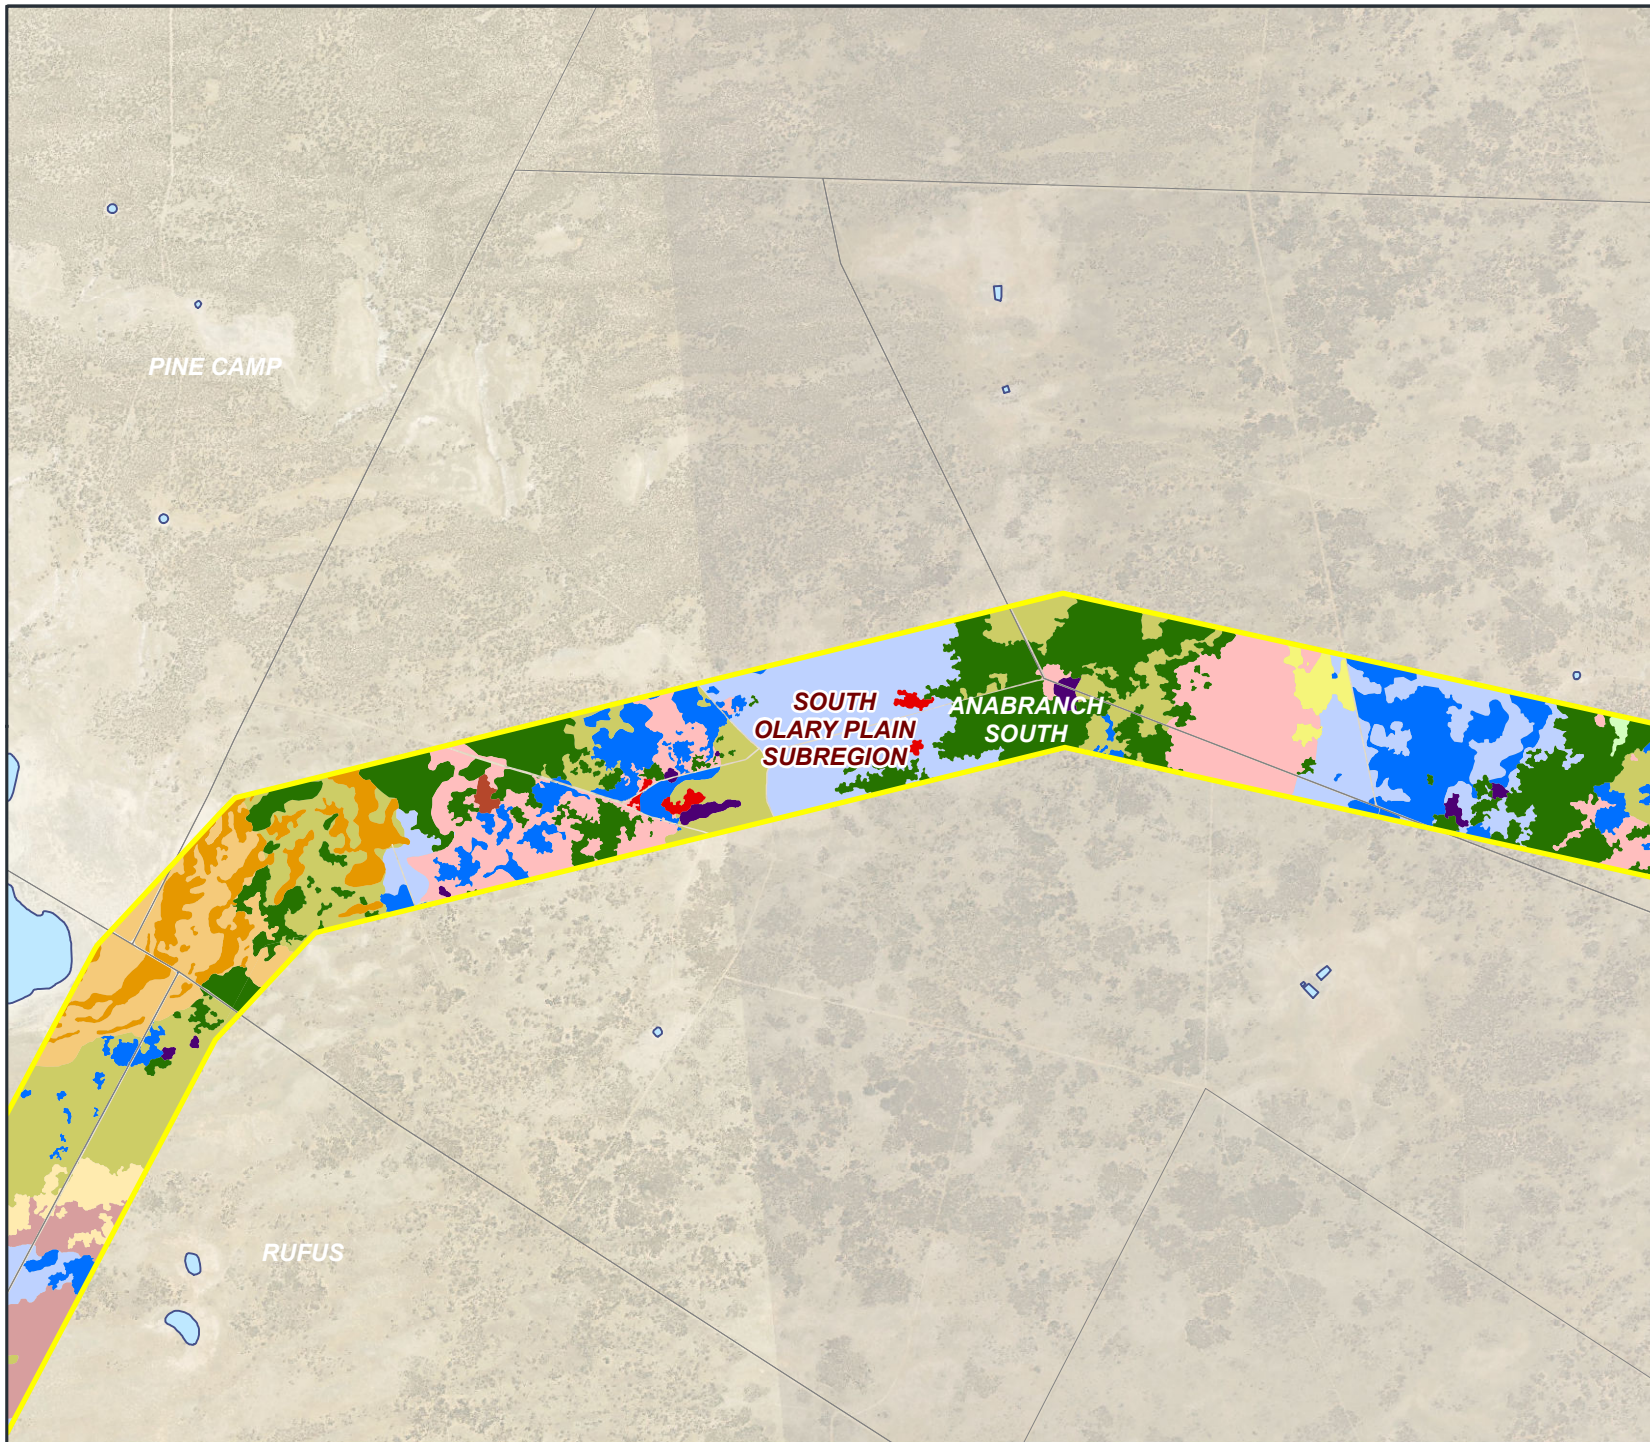 PINE CAMP
SOUTH
OLARY PLAIN
SUBREGION
ANABRANCH
SOUTH
RUFUS